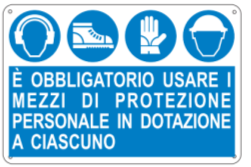 È OBBLIGATORIO USARE I
MEZZI DI PROTEZIONE
PERSONALE IN DOTAZIONE
A CIASCUNO